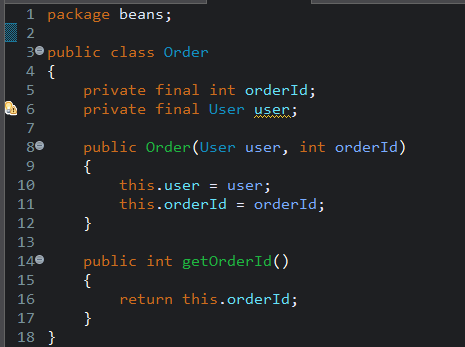 1 package beans;
2
3 public class Order
4 {
5     private final int orderId;
6     private final User user;
7
8     public Order(User user, int orderId)
9     {
10         this.user = user;
11         this.orderId = orderId;
12     }
13
14     public int getOrderId()
15     {
16         return this.orderId;
17     }
18 }